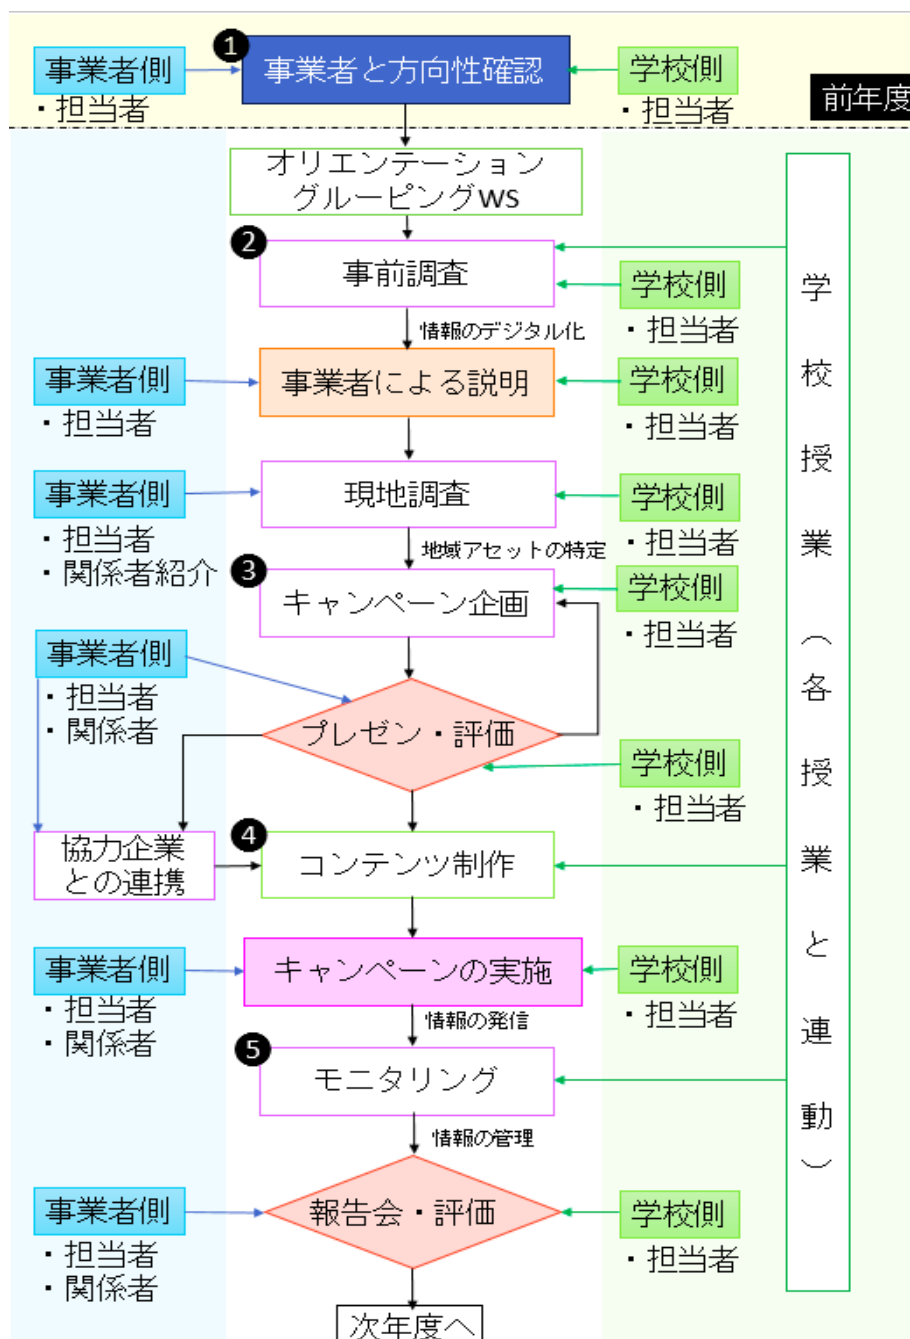 ❶
事業者側
・担当者
事業者と方向性確認
学校側
・担当者
前年度
オリエンテーション
グルーピングWS
❷
事前調査
学校側
・担当者
情報のデジタル化
事業者側
・担当者
事業者による説明
学校側
・担当者
事業者側
・担当者
・関係者紹介
現地調査
学校側
・担当者
地域アセットの特定
❸
キャンペーン企画
学校側
・担当者
事業者側
・担当者
・関係者
プレゼン・評価
学校側
・担当者
協力企業
との連携
❹
コンテンツ制作
事業者側
・担当者
・関係者
キャンペーンの実施
学校側
・担当者
情報の発信
❺
モニタリング
情報の管理
事業者側
・担当者
・関係者
報告会・評価
学校側
・担当者
次年度へ
学校授業（各授業と連動）